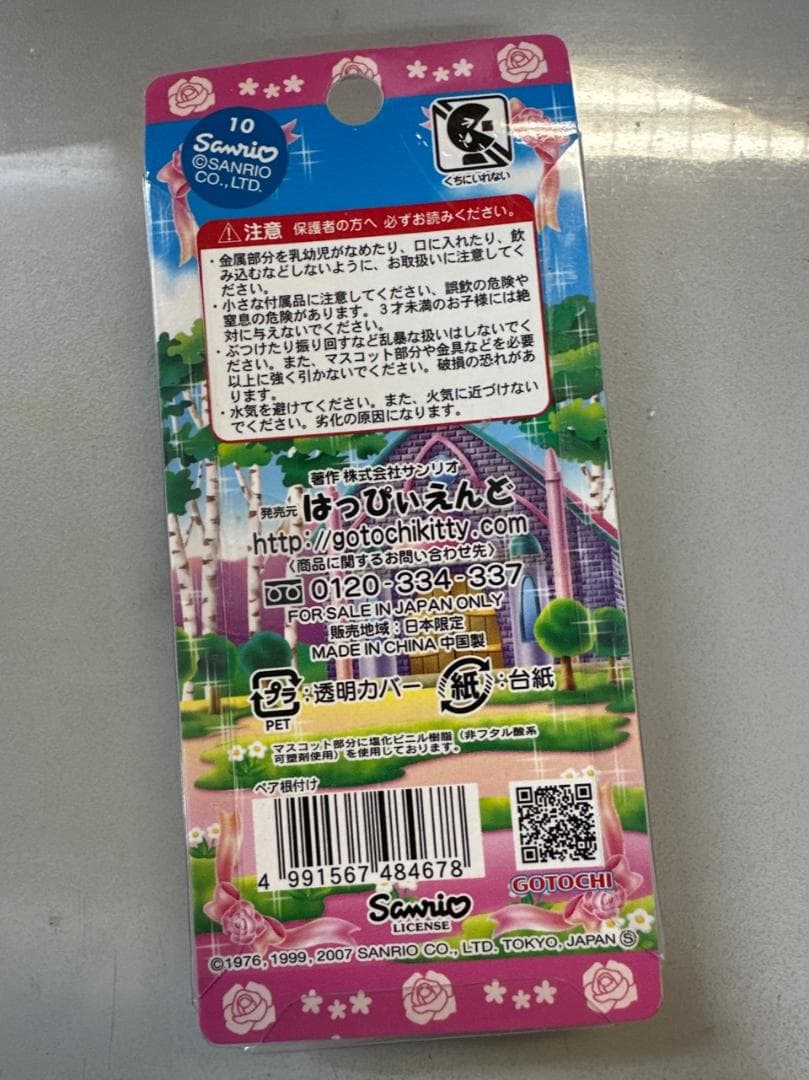 10
Sanrio
©SANRIO
CO., LTD.
くちにいれない
注意 保護者の方へ 必ずお読みください。
・金属部分を乳幼児がなめたり、口に入れたり、飲
み込むなどしないように、お取扱いに注意してく
ださい。
・小さな付属品に注意してください、誤飲の危険や
窒息の危険があります。3才未満のお子様には絶
対に与えないでください。
・ぶつけたり振り回すなど乱暴な扱いはしないでく
ださい。また、マスコット部分や金具などを必要
以上に強く引かないでください。破損の恐れがあ
ります。
・水気を避けてください。また、火気に近づけない
でください。劣化の原因になります。
著作 株式会社サンリオ
発売元 はっぴぃえんど
http://gotochikitty.com
〈商品に関するお問い合わせ先〉
0120-334-337
FOR SALE IN JAPAN ONLY
販売地域：日本限定
MADE IN CHINA 中国製
プラ：透明カバー 紙：台紙
PET
マスコット部分に塩化ビニル樹脂（非フタル酸系
可塑剤使用）を使用しております。
ペア根付け
4 991567 484678
GOTOCHI
Sanrio
LICENSE
©1976, 1999, 2007 SANRIO CO., LTD. TOKYO, JAPAN Ⓢ